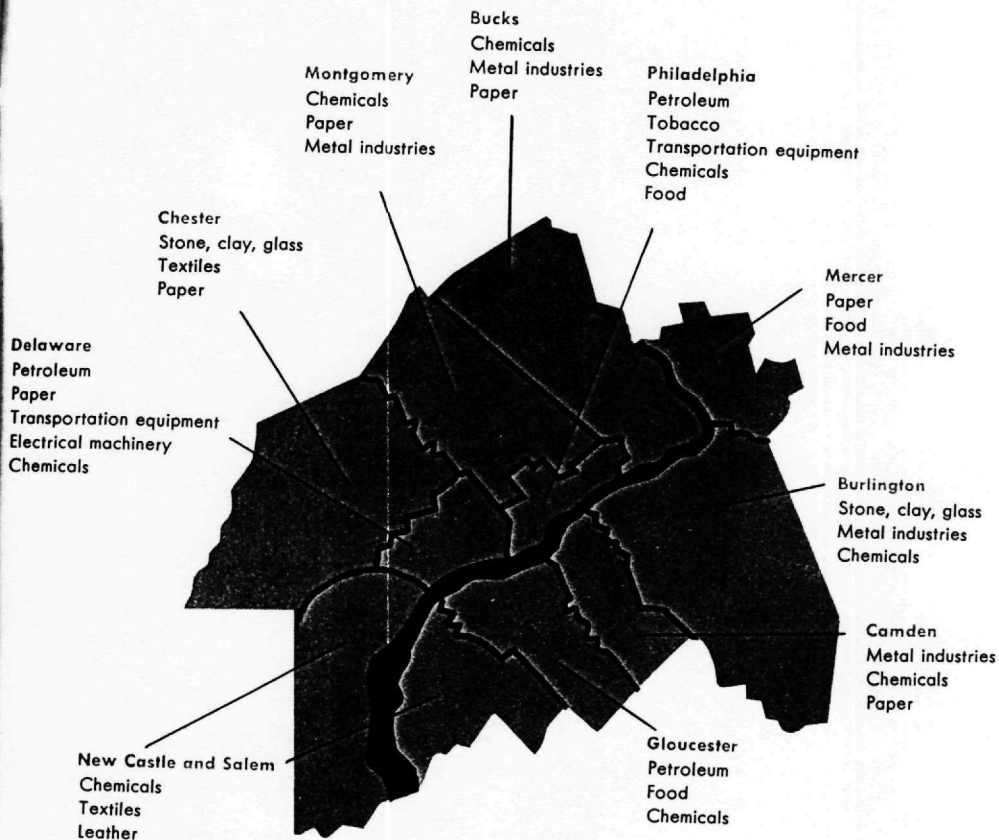 Bucks
Chemicals
Metal industries
Paper
Montgomery
Chemicals
Paper
Metal industries
Philadelphia
Petroleum
Tobacco
Transportation equipment
Chemicals
Food
Chester
Stone, clay, glass
Textiles
Paper
Mercer
Paper
Food
Metal industries
Delaware
Petroleum
Paper
Transportation equipment
Electrical machinery
Chemicals
Burlington
Stone, clay, glass
Metal industries
Chemicals
Camden
Metal industries
Chemicals
Paper
Gloucester
Petroleum
Food
Chemicals
New Castle and Salem
Chemicals
Textiles
Leather